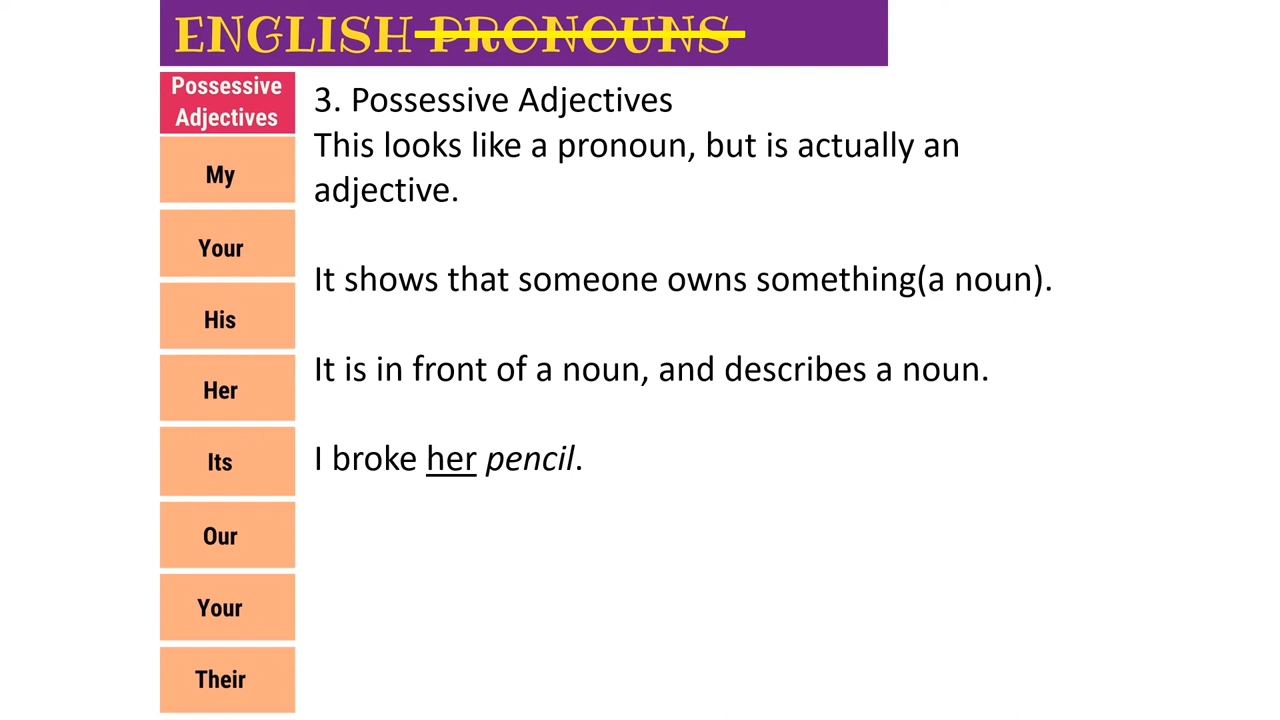 ENGLISH PRONOUNS
Possessive
Adjectives
My
Your
His
Her
Its
Our
Your
Their
3. Possessive Adjectives
This looks like a pronoun, but is actually an
adjective.
It shows that someone owns something(a noun).
It is in front of a noun, and describes a noun.
I broke her pencil.